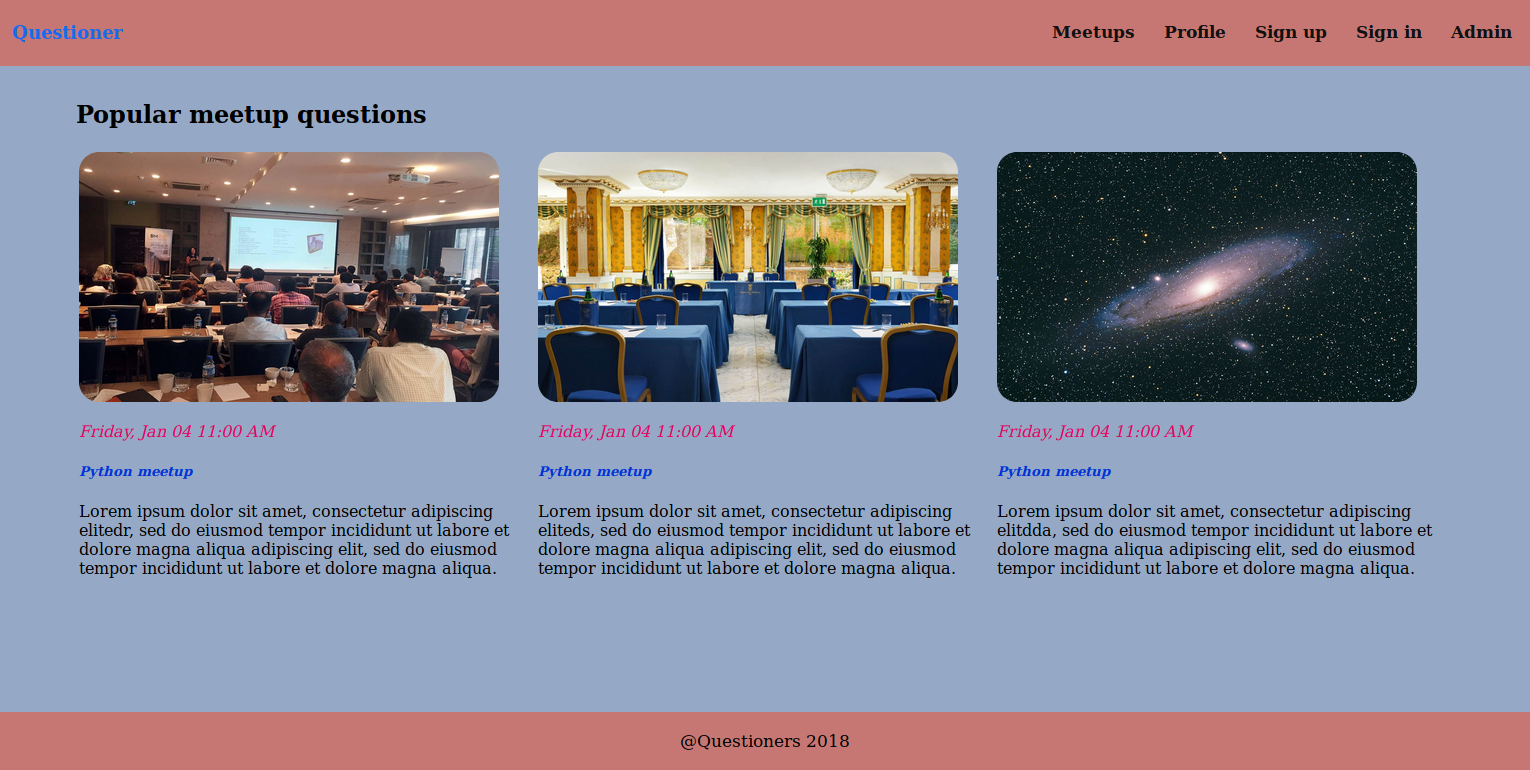 Questioner
Meetups Profile Sign up Sign in Admin
Popular meetup questions
Friday, Jan 04 11:00 AM
Python meetup
Lorem ipsum dolor sit amet, consectetur adipiscing
elitedr, sed do eiusmod tempor incididunt ut labore et
dolore magna aliqua adipiscing elit, sed do eiusmod
tempor incididunt ut labore et dolore magna aliqua.
Friday, Jan 04 11:00 AM
Python meetup
Lorem ipsum dolor sit amet, consectetur adipiscing
eliteds, sed do eiusmod tempor incididunt ut labore et
dolore magna aliqua adipiscing elit, sed do eiusmod
tempor incididunt ut labore et dolore magna aliqua.
Friday, Jan 04 11:00 AM
Python meetup
Lorem ipsum dolor sit amet, consectetur adipiscing
elitdda, sed do eiusmod tempor incididunt ut labore et
dolore magna aliqua adipiscing elit, sed do eiusmod
tempor incididunt ut labore et dolore magna aliqua.
@Questioners 2018